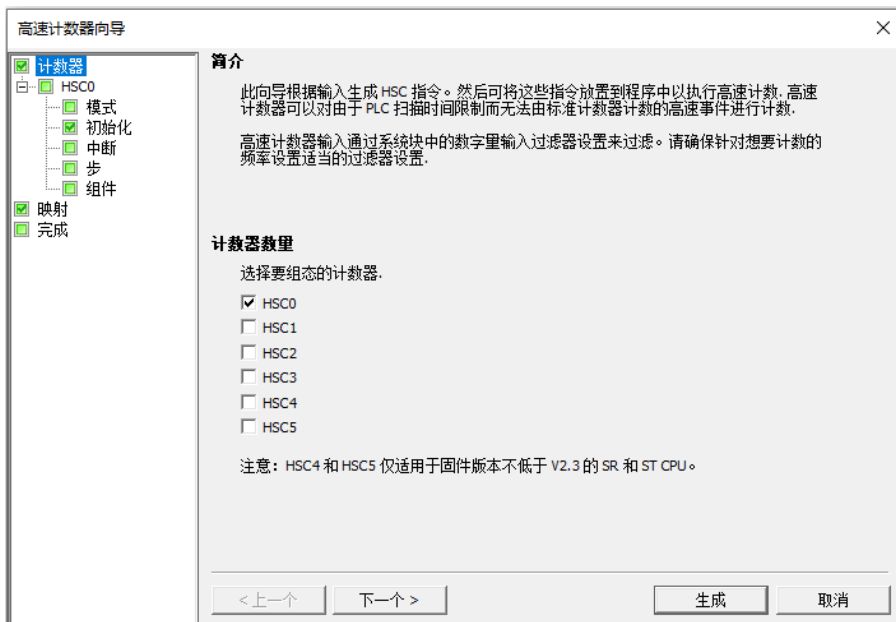 高速计数器向导
计数器
HSC0
模式
初始化
中断
步
组件
映射
完成
简介
此向导根据输入生成 HSC 指令。然后可将这些指令放置到程序中以执行高速计数. 高速
计数器可以对由于 PLC 扫描时间限制而无法由标准计数器计数的高速事件进行计数.
高速计数器输入通过系统块中的数字量输入过滤器设置来过滤。请确保针对想要计数的
频率设置适当的过滤器设置.
计数器数量
选择要组态的计数器.
HSC0
HSC1
HSC2
HSC3
HSC4
HSC5
注意：HSC4 和 HSC5 仅适用于固件版本不低于 V2.3 的 SR 和 ST CPU。
< 上一个
下一个 >
生成
取消